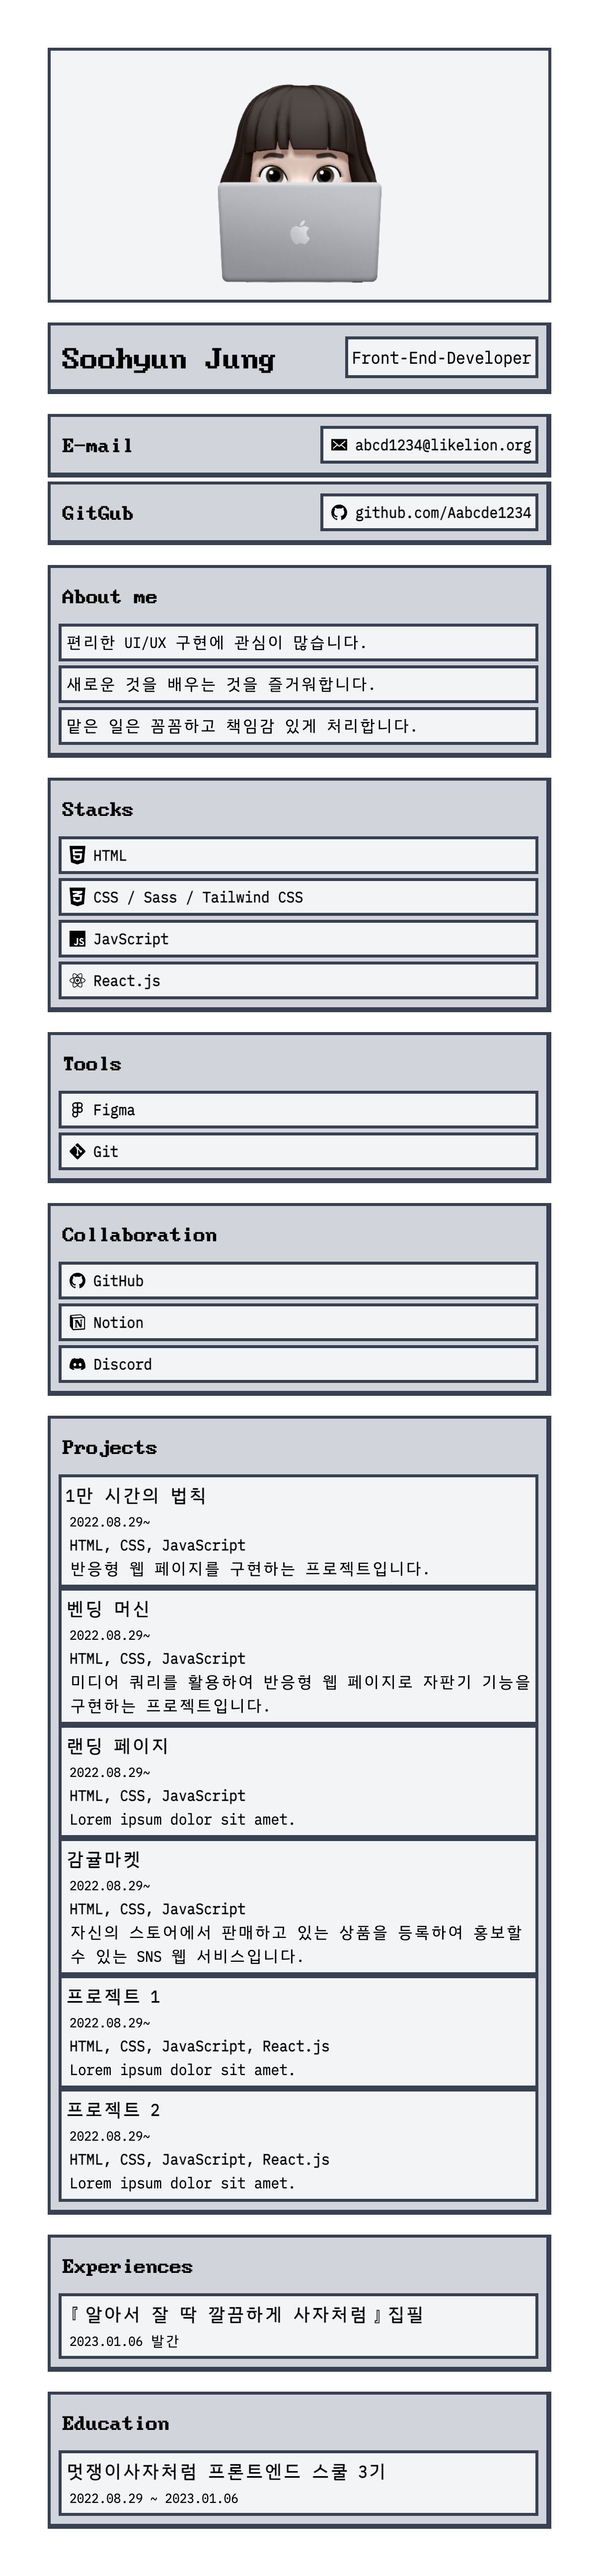 Soohyun Jung
Front-End-Developer
E-mail
abcd1234@likelion.org
GitGub
github.com/Aabcde1234
About me
편리한 UI/UX 구현에 관심이 많습니다.
새로운 것을 배우는 것을 즐거워합니다.
맡은 일은 꼼꼼하고 책임감 있게 처리합니다.
Stacks
HTML
CSS / Sass / Tailwind CSS
JS JavScript
React.js
Tools
Figma
Git
Collaboration
GitHub
Notion
Discord
Projects
1만 시간의 법칙
2022.08.29~
HTML, CSS, JavaScript
반응형 웹 페이지를 구현하는 프로젝트입니다.
벤딩 머신
2022.08.29~
HTML, CSS, JavaScript
미디어 쿼리를 활용하여 반응형 웹 페이지로 자판기 기능을
구현하는 프로젝트입니다.
랜딩 페이지
2022.08.29~
HTML, CSS, JavaScript
Lorem ipsum dolor sit amet.
감귤마켓
2022.08.29~
HTML, CSS, JavaScript
자신의 스토어에서 판매하고 있는 상품을 등록하여 홍보할
수 있는 SNS 웹 서비스입니다.
프로젝트 1
2022.08.29~
HTML, CSS, JavaScript, React.js
Lorem ipsum dolor sit amet.
프로젝트 2
2022.08.29~
HTML, CSS, JavaScript, React.js
Lorem ipsum dolor sit amet.
Experiences
『알아서 잘 딱 깔끔하게 사자처럼』집필
2023.01.06 발간
Education
멋쟁이사자처럼 프론트엔드 스쿨 3기
2022.08.29 ~ 2023.01.06